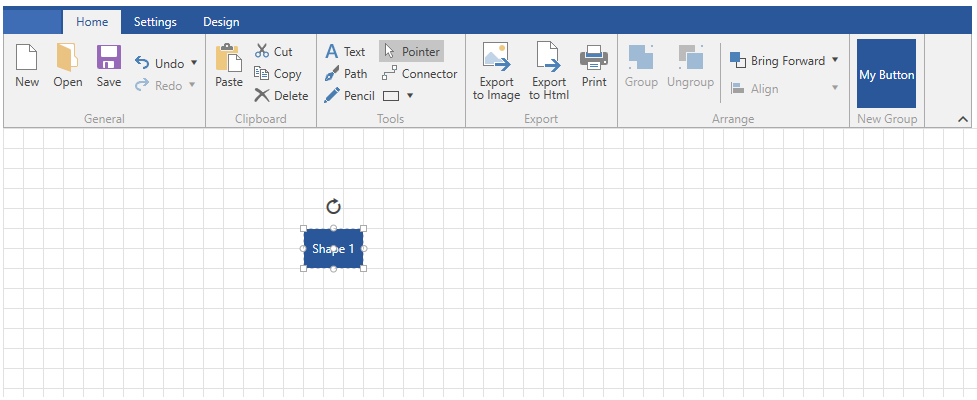 Home Settings Design
New Open Save Undo Redo
General
Paste Cut Copy Delete
Clipboard
Text Pointer
Path Connector
Pencil
Tools
Export to Image
Export to Html
Print
Export
Group Ungroup Bring Forward
Align
Arrange
My Button
New Group
Shape 1